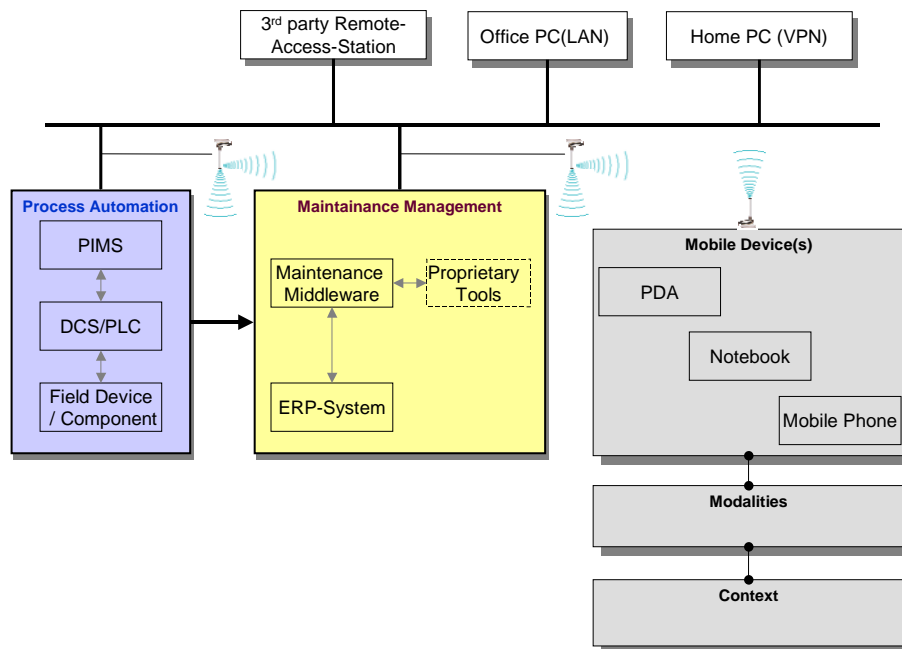 3rd party Remote-
Access-Station
Office PC(LAN)
Home PC (VPN)
Process Automation
PIMS
DCS/PLC
Field Device
/ Component
Maintainance Management
Maintenance
Middleware
Proprietary
Tools
ERP-System
Mobile Device(s)
PDA
Notebook
Mobile Phone
Modalities
Context